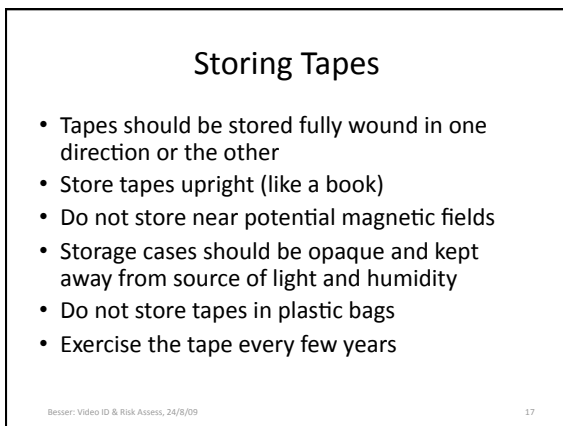 Storing Tapes
• Tapes should be stored fully wound in one
direction or the other
• Store tapes upright (like a book)
• Do not store near potential magnetic fields
• Storage cases should be opaque and kept
away from source of light and humidity
• Do not store tapes in plastic bags
• Exercise the tape every few years
Besser: Video ID & Risk Assess, 24/8/09
17